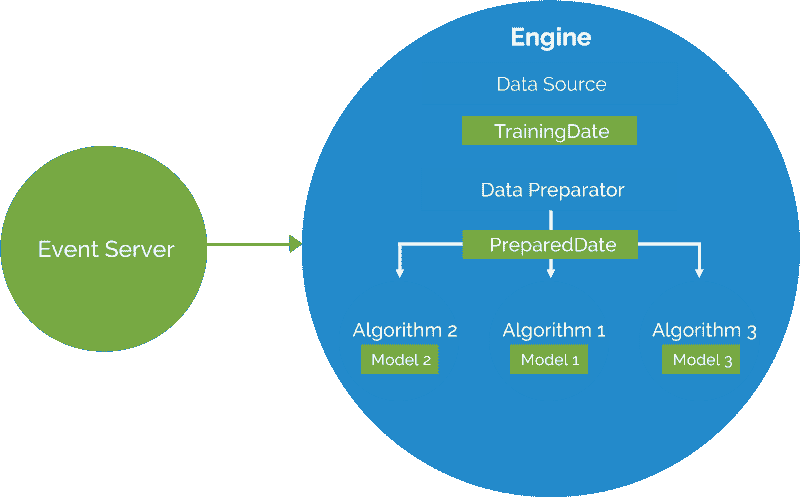 Engine
Data Source
TrainingDate
Data Preparator
Event Server
PreparedDate
Algorithm 2
Algorithm 1
Algorithm 3
Model 2
Model 1
Model 3